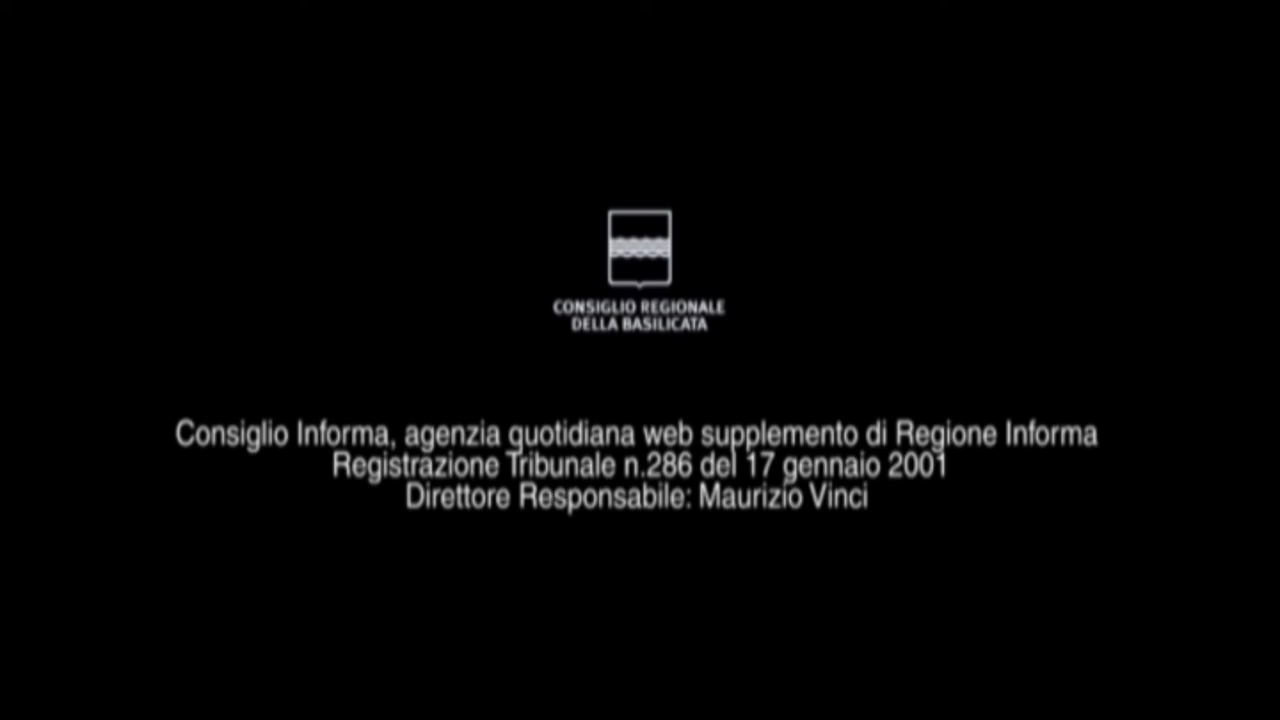 CONSIGLIO REGIONALE
DELLA BASILICATA
Consiglio Informa, agenzia quotidiana web supplemento di Regione Informa
Registrazione Tribunale n.286 del 17 gennaio 2001
Direttore Responsabile: Maurizio Vinci